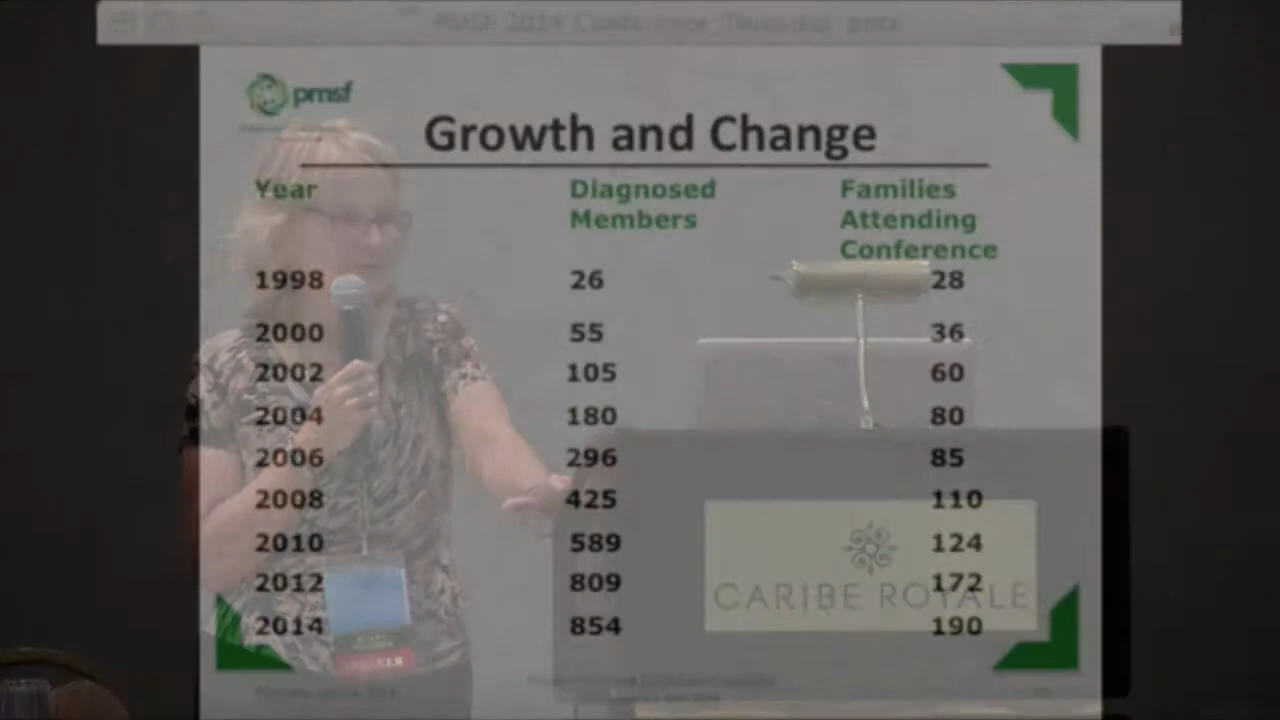 pmsf
Growth and Change
Year Diagnosed Members Families Attending Conference
1998 26 28
2000 55 36
2002 105 60
2004 180 80
2006 296 85
2008 425 110
2010 589 124
2012 809 172
2014 854 190
CARIBE ROYALE